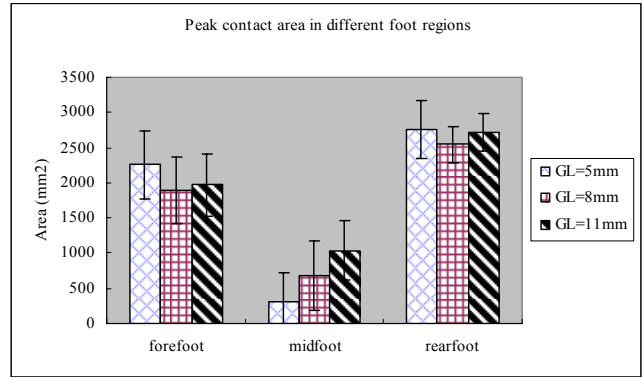 Peak contact area in different foot regions
3500
3000
2500
2000
1500
1000
500
0
Area (mm2)
forefoot
midfoot
rearfoot
GL=5mm
GL=8mm
GL=11mm